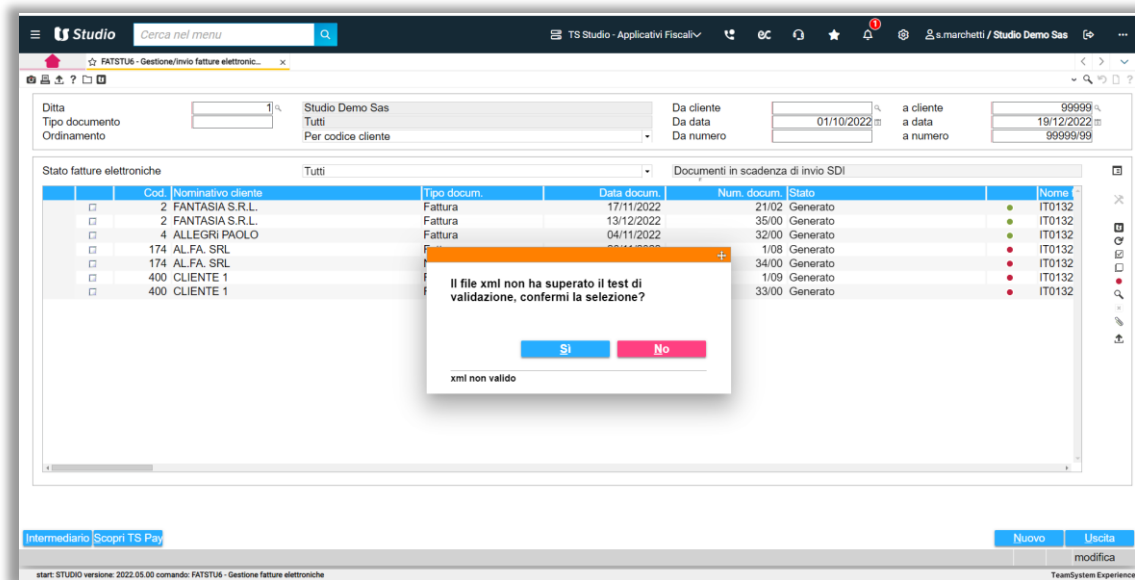 Studio
Cerca nel menu
TS Studio - Applicativi Fiscali
1
s.marchetti / Studio Demo Sas
FATSTU6 - Gestione/invio fatture elettronic...
Ditta 1 Studio Demo Sas Da cliente a cliente 99999
Tipo documento Tutti Da data 01/10/2022 a data 19/12/2022
Ordinamento Per codice cliente Da numero a numero 99999/99
Stato fatture elettroniche Tutti Documenti in scadenza di invio SDI
Cod. Nominativo cliente Tipo docum. Data docum. Num. docum. Stato Nome
2 FANTASIA S.R.L. Fattura 17/11/2022 21/02 Generato IT0132
2 FANTASIA S.R.L. Fattura 13/12/2022 35/00 Generato IT0132
4 ALLEGRi PAOLO Fattura 04/11/2022 32/00 Generato IT0132
174 AL.FA. SRL 1/08 Generato IT0132
174 AL.FA. SRL 34/00 Generato IT0132
400 CLIENTE 1 1/09 Generato IT0132
400 CLIENTE 1 33/00 Generato IT0132
Il file xml non ha superato il test di
validazione, confermi la selezione?
Sì No
xml non valido
Intermediario Scopri TS Pay Nuovo Uscita
modifica
start: STUDIO versione: 2022.05.00 comando: FATSTU6 - Gestione fatture elettroniche TeamSystem Experience